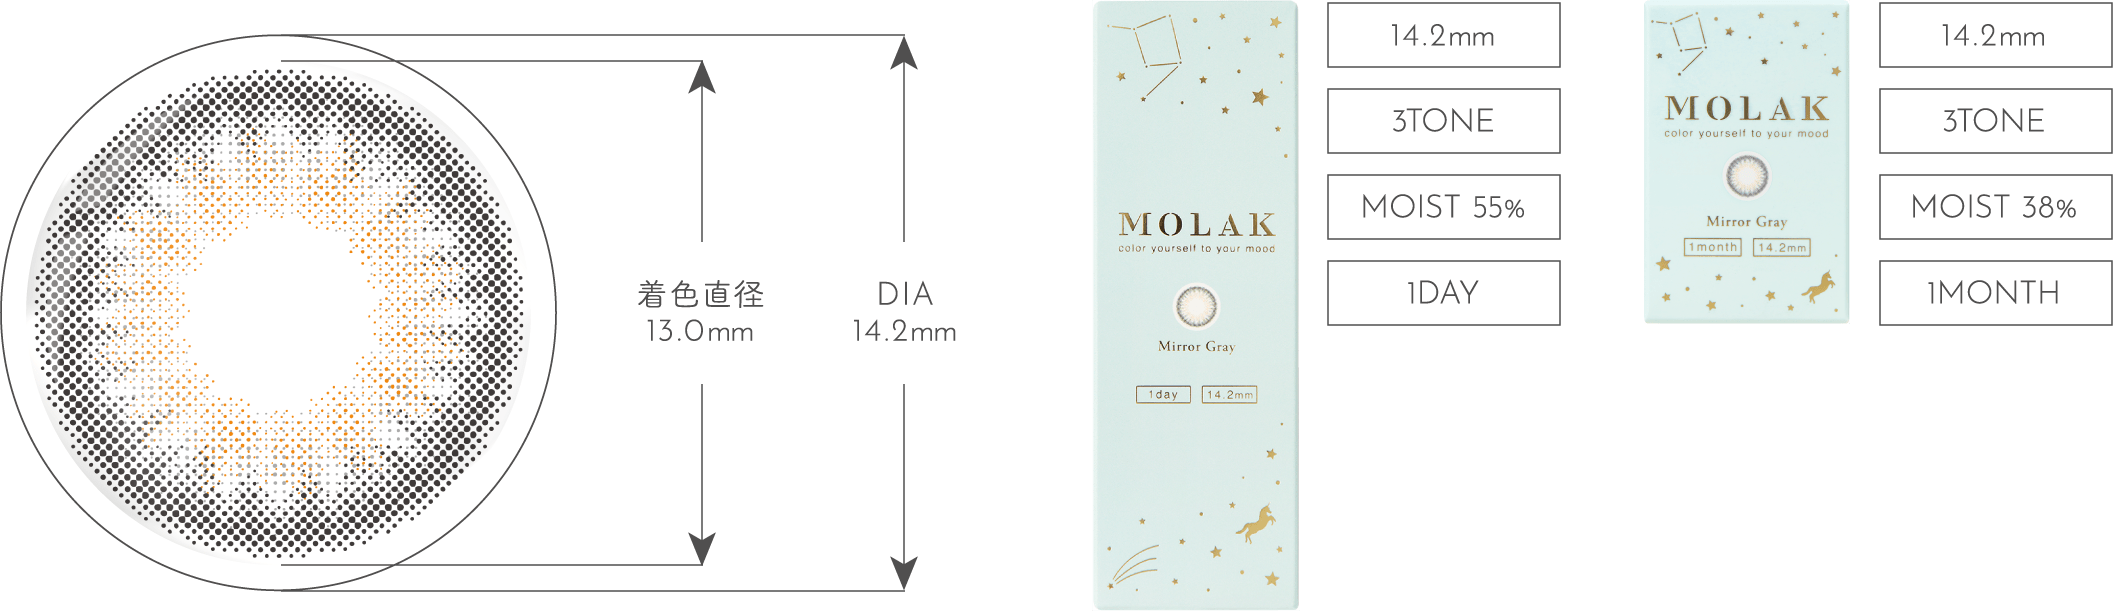 着色直径
13.0mm
DIA
14.2mm
MOLAK
color yourself to your mood
Mirror Gray
1day
14.2mm
14.2mm
3TONE
MOIST 55%
1DAY
MOLAK
color yourself to your mood
Mirror Gray
1month
14.2mm
14.2mm
3TONE
MOIST 38%
1MONTH